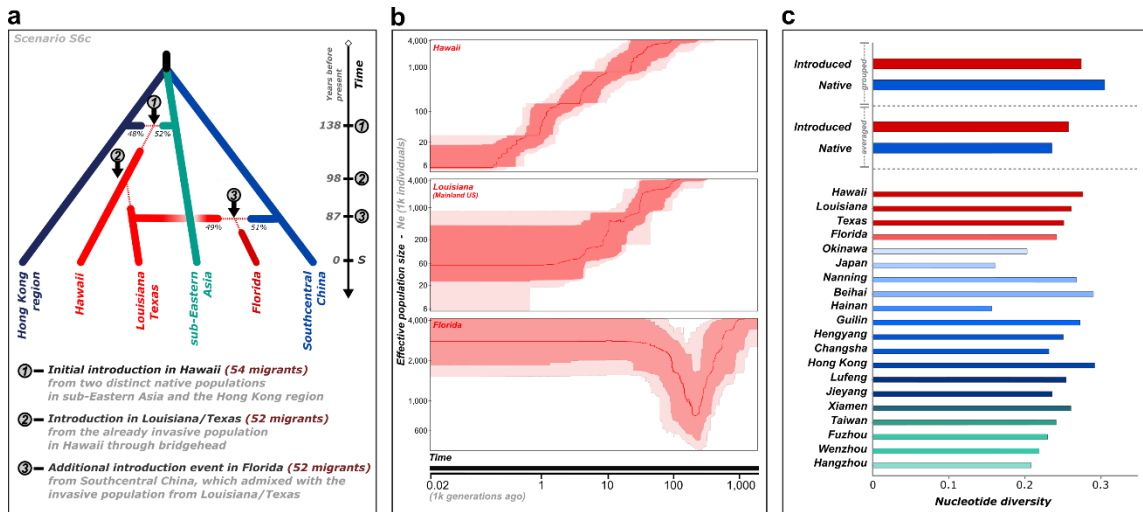 a
Scenario S6c
Years before
present
Time
1
48%
52%
138
1
2
98
2
3
87
3
49%
51%
0
S
Hong Kong
region
Hawaii
Louisiana
Texas
sub-Eastern
Asia
Florida
Southcentral
China
1 Initial introduction in Hawaii (54 migrants)
from two distinct native populations
in sub-Eastern Asia and the Hong Kong region
2 Introduction in Louisiana/Texas (52 migrants)
from the already invasive population
in Hawaii through bridgehead
3 Additional introduction event in Florida (52 migrants)
from Southcentral China, which admixed with the
invasive population from Louisiana/Texas
b
Effective population size - Ne (1k individuals)
Hawaii
4,000
1,000
100
20
6
Louisiana
(Mainland US)
4,000
1,000
200
60
20
6
Florida
4,000
2,000
1,000
600
Time
0.02
1
10
100
1,000
(1k generations ago)
c
grouped
Introduced
Native
averaged
Introduced
Native
Hawaii
Louisiana
Texas
Florida
Okinawa
Japan
Nanning
Beihai
Hainan
Guilin
Hengyang
Changsha
Hong Kong
Lufeng
Jieyang
Xiamen
Taiwan
Fuzhou
Wenzhou
Hangzhou
0
0.1
0.2
0.3
Nucleotide diversity